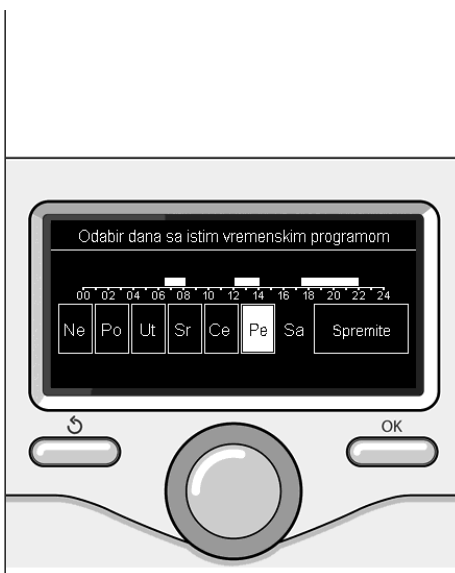 Odabir dana sa istim vremenskim programom
00 02 04 06 08 10 12 14 16 18 20 22 24
Ne Po Ut Sr Ce Pe Sa Spremite
OK